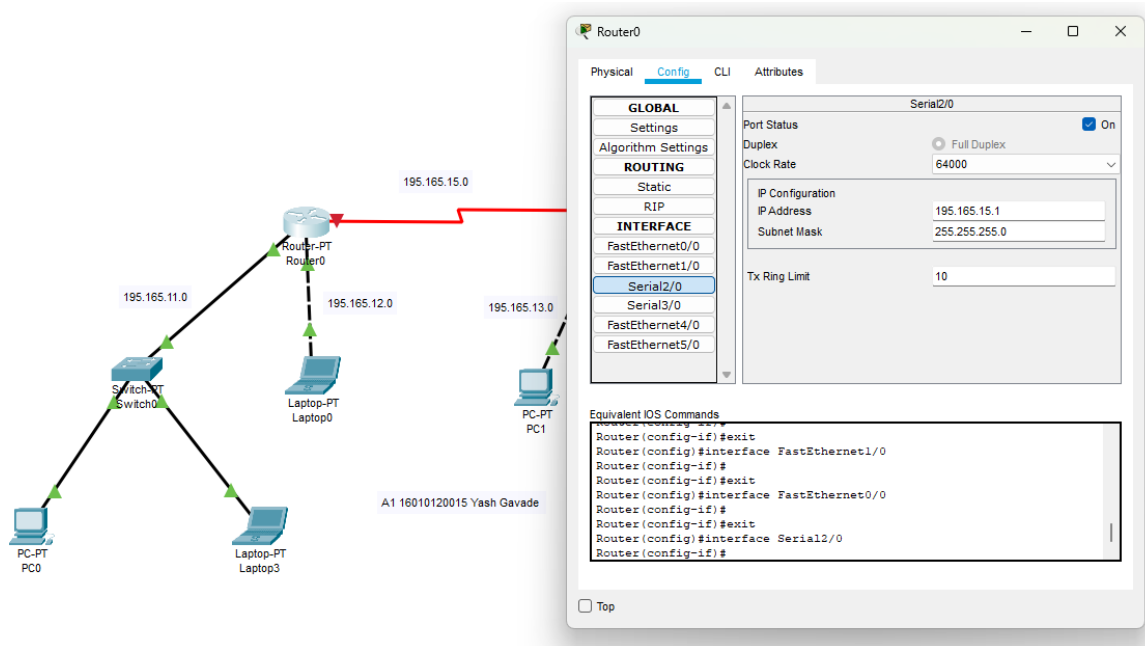 Router0
Physical Config CLI Attributes
GLOBAL
Settings
Algorithm Settings
ROUTING
Static
RIP
INTERFACE
FastEthernet0/0
FastEthernet1/0
Serial2/0
Serial3/0
FastEthernet4/0
FastEthernet5/0
Serial2/0
Port Status On
Duplex Full Duplex
Clock Rate 64000
IP Configuration
IP Address 195.165.15.1
Subnet Mask 255.255.255.0
Tx Ring Limit 10
Equivalent IOS Commands
Router(config-if)#
Router(config-if)#exit
Router(config)#interface FastEthernet1/0
Router(config-if)#
Router(config-if)#exit
Router(config)#interface FastEthernet0/0
Router(config-if)#
Router(config-if)#exit
Router(config)#interface Serial2/0
Router(config-if)#
Top
195.165.15.0
Router-PT
Router0
195.165.11.0
195.165.12.0
195.165.13.0
Switch-PT
Switch0
Laptop-PT
Laptop0
PC-PT
PC1
A1 16010120015 Yash Gavade
PC-PT
PC0
Laptop-PT
Laptop3